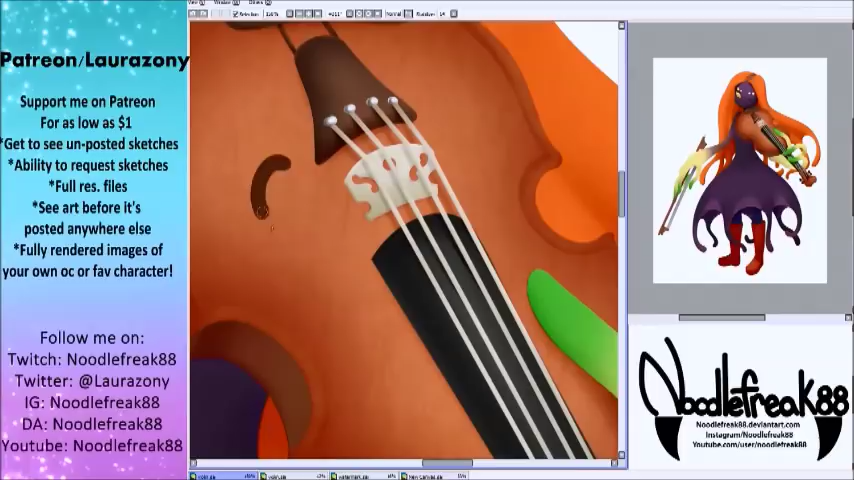 Patreon/Laurazony
Support me on Patreon
For as low as $1
*Get to see un-posted sketches
*Ability to request sketches
*Full res. files
*See art before it's
posted anywhere else
*Fully rendered images of
your own oc or fav character!
Follow me on:
Twitch: Noodlefreak88
Twitter: @Laurazony
IG: Noodlefreak88
DA: Noodlefreak88
Youtube: Noodlefreak88
Selection
Normal
Noodlefreak88
Noodlefreak88.deviantart.com
Instagram/Noodlefreak88
Youtube.com/user/noodlefreak88